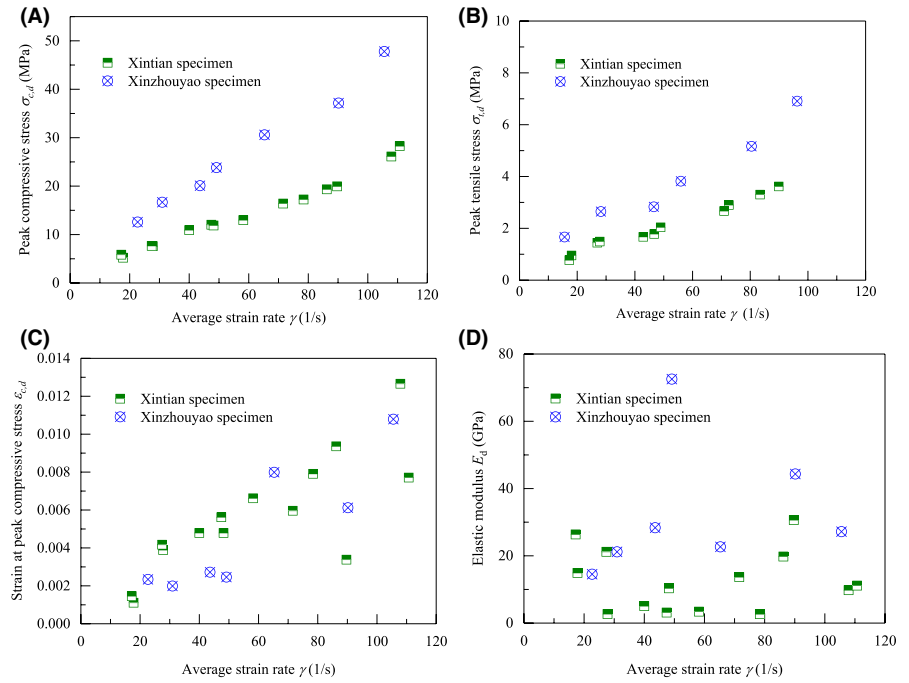 (A)
Peak compressive stress σc,d (MPa)
50
40
30
20
10
0
Xintian specimen
Xinzhouyao specimen
0 20 40 60 80 100 120
Average strain rate γ (1/s)
(B)
Peak tensile stress σt,d (MPa)
10
8
6
4
2
0
Xintian specimen
Xinzhouyao specimen
0 20 40 60 80 100 120
Average strain rate γ (1/s)
(C)
Strain at peak compressive stress εc,d
0.014
0.012
0.010
0.008
0.006
0.004
0.002
0.000
Xintian specimen
Xinzhouyao specimen
0 20 40 60 80 100 120
Average strain rate γ (1/s)
(D)
Elastic modulus Ed (GPa)
80
60
40
20
0
Xintian specimen
Xinzhouyao specimen
0 20 40 60 80 100 120
Average strain rate γ (1/s)